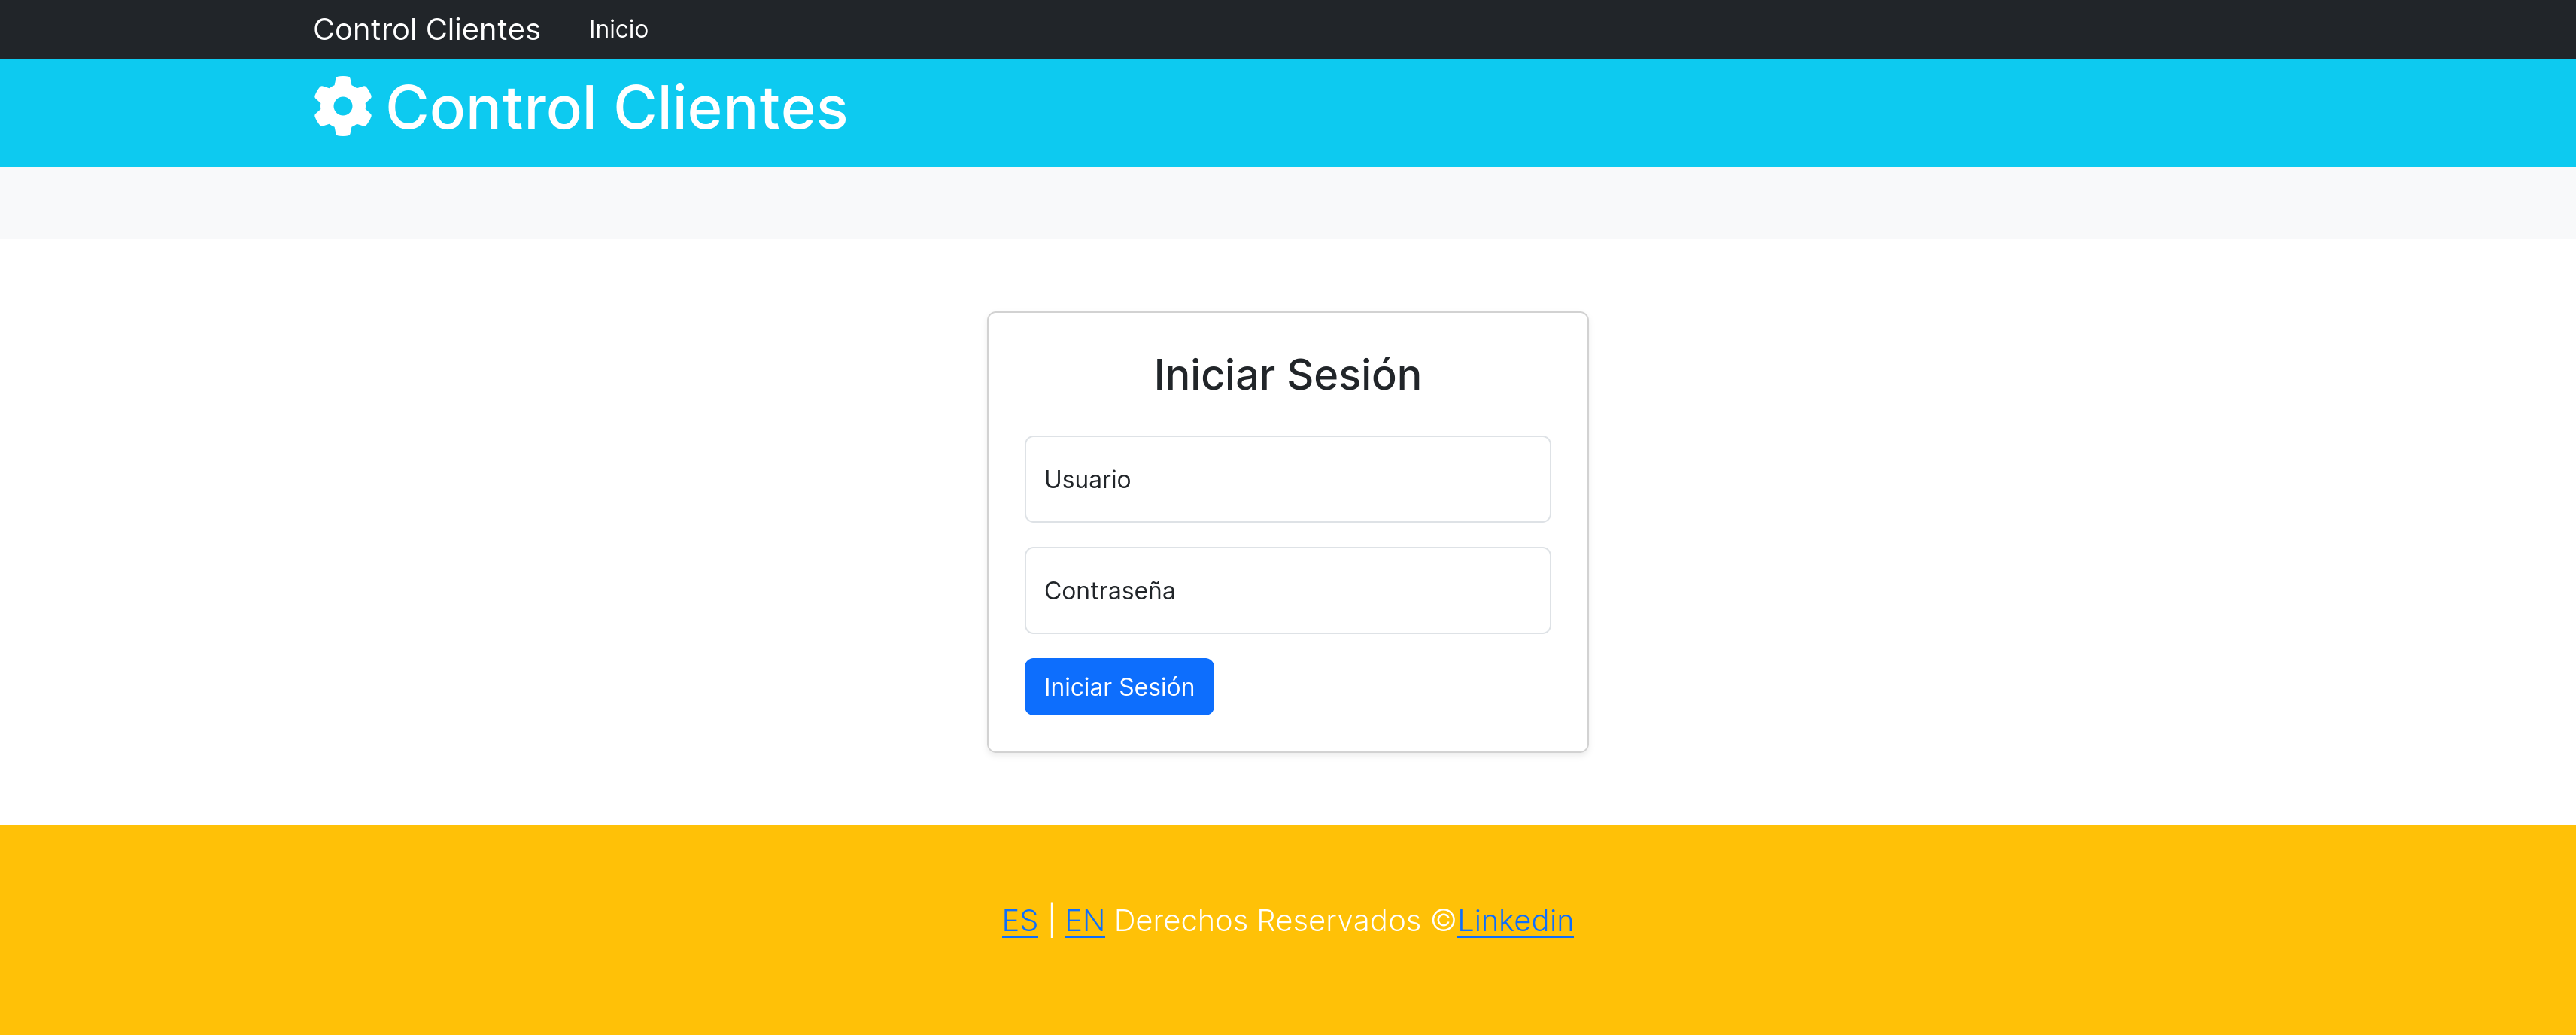 Control Clientes Inicio
Control Clientes
Iniciar Sesión
Usuario
Contraseña
Iniciar Sesión
ES | EN Derechos Reservados ©Linkedin